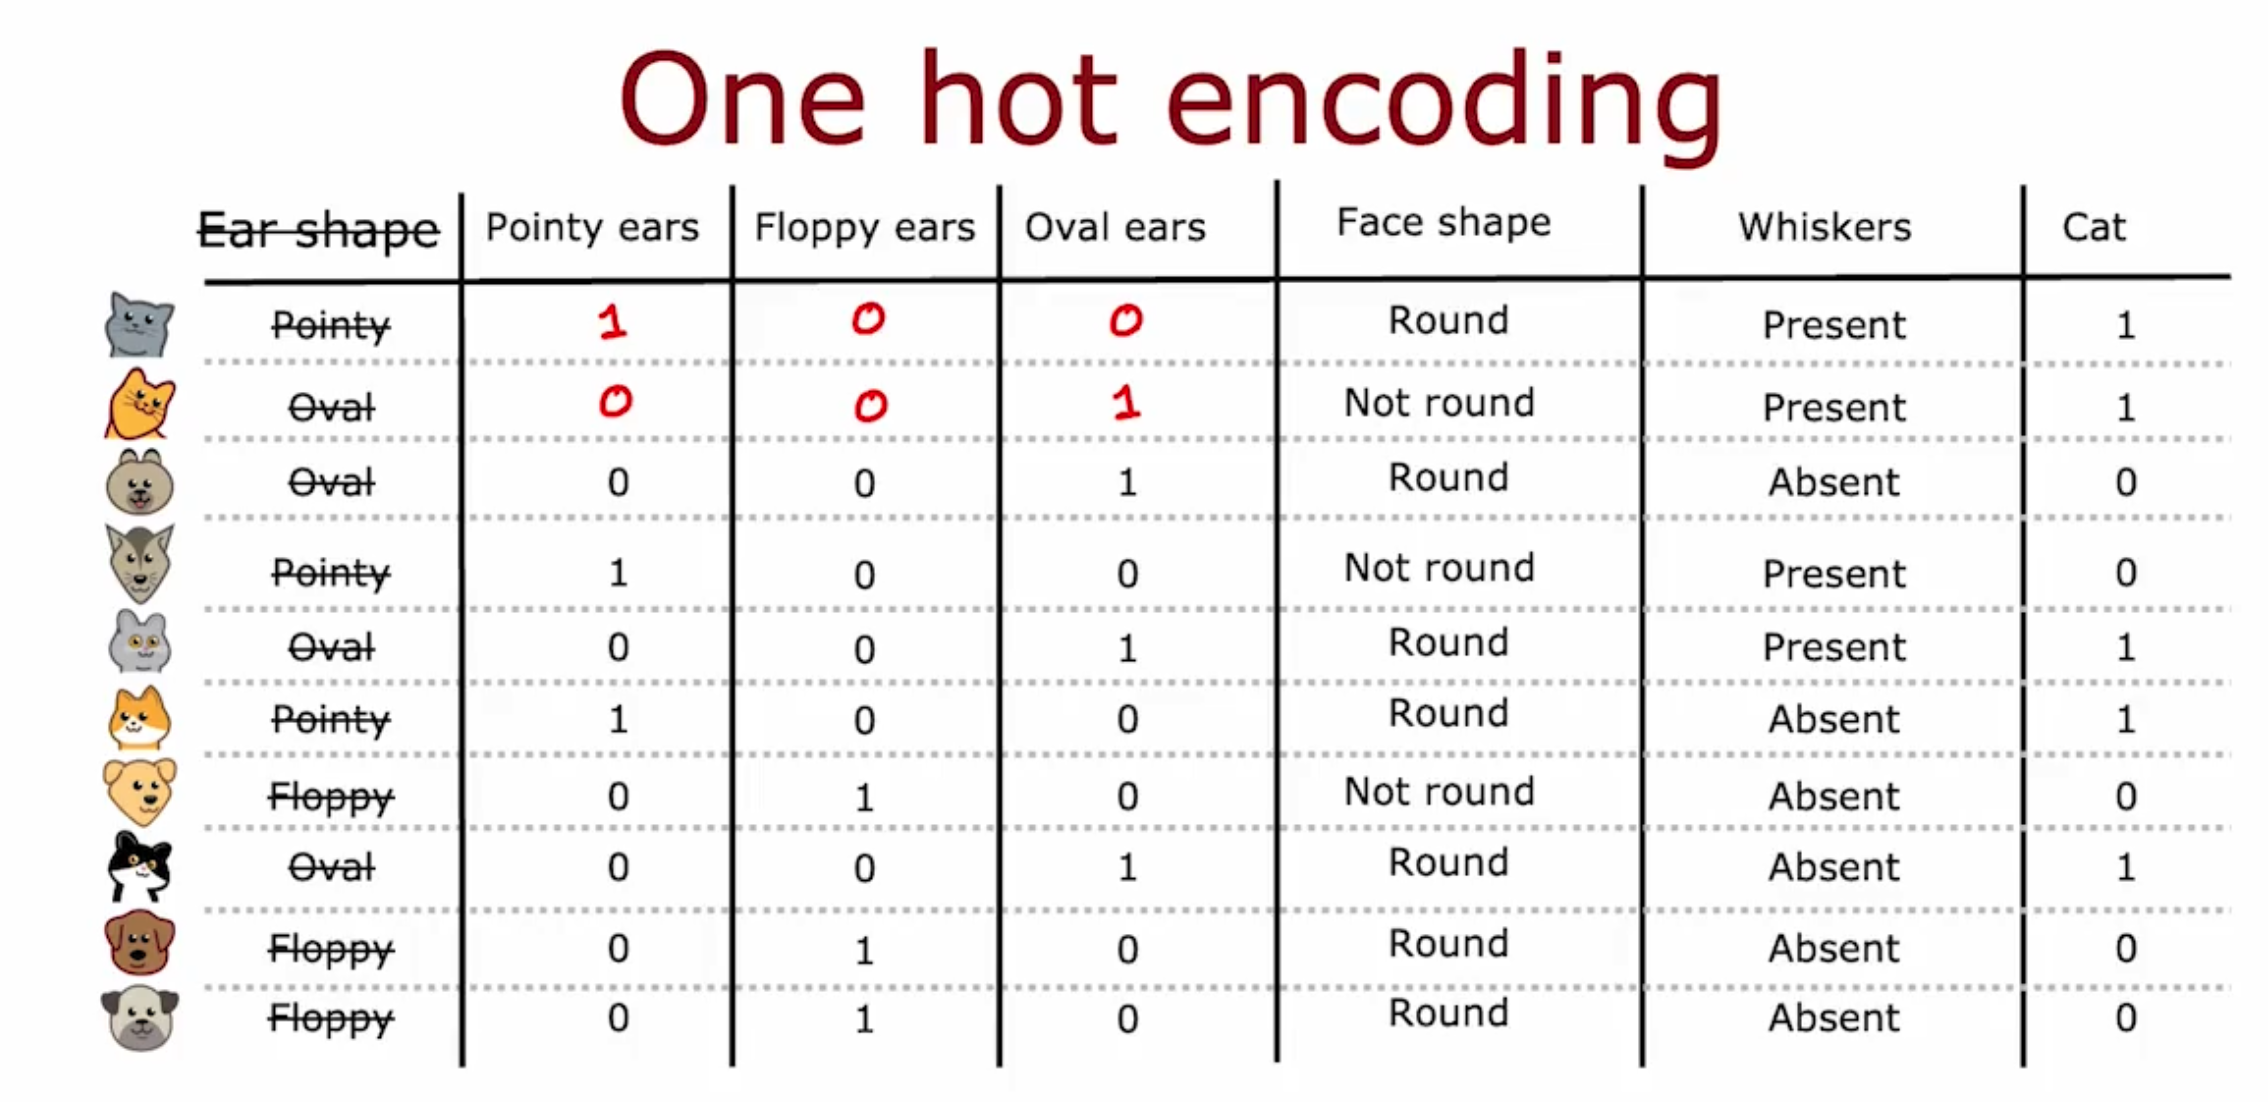 One hot encoding
Ear shape Pointy ears Floppy ears Oval ears Face shape Whiskers Cat
Pointy 1 0 0 Round Present 1
Oval 0 0 1 Not round Present 1
Oval 0 0 1 Round Absent 0
Pointy 1 0 0 Not round Present 0
Oval 0 0 1 Round Present 1
Pointy 1 0 0 Round Absent 1
Floppy 0 1 0 Not round Absent 0
Oval 0 0 1 Round Absent 1
Floppy 0 1 0 Round Absent 0
Floppy 0 1 0 Round Absent 0